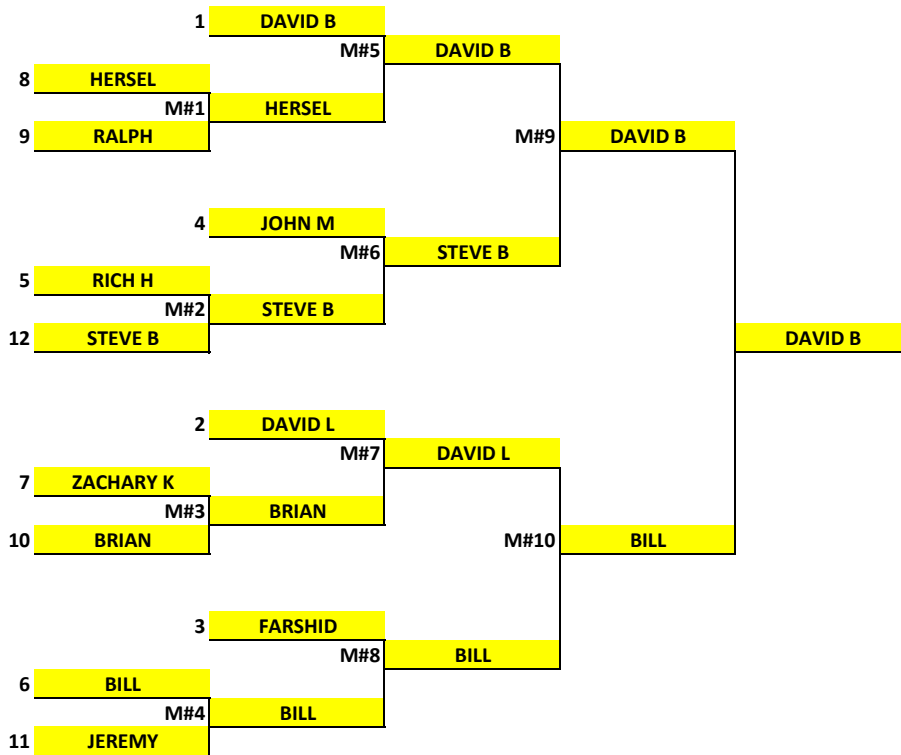 1 DAVID B
M#5 DAVID B
8 HERSEL
M#1 HERSEL
9 RALPH M#9 DAVID B
4 JOHN M
M#6 STEVE B
5 RICH H
M#2 STEVE B
12 STEVE B DAVID B
2 DAVID L
M#7 DAVID L
7 ZACHARY K
M#3 BRIAN
10 BRIAN M#10 BILL
3 FARSHID
M#8 BILL
6 BILL
M#4 BILL
11 JEREMY